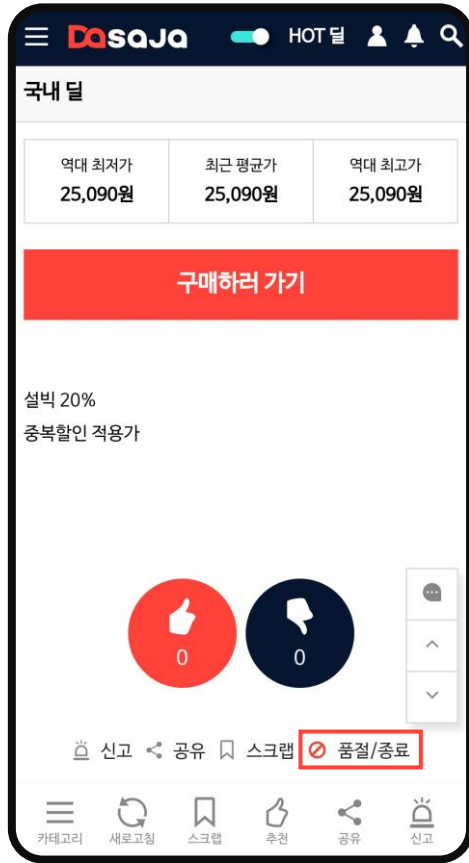 Dasaja HOT 딜
국내 딜
역대 최저가 최근 평균가 역대 최고가
25,090원 25,090원 25,090원
구매하러 가기
설빅 20%
중복할인 적용가
0 0
신고 공유 스크랩 품절/종료
카테고리 새로고침 스크랩 추천 공유 신고